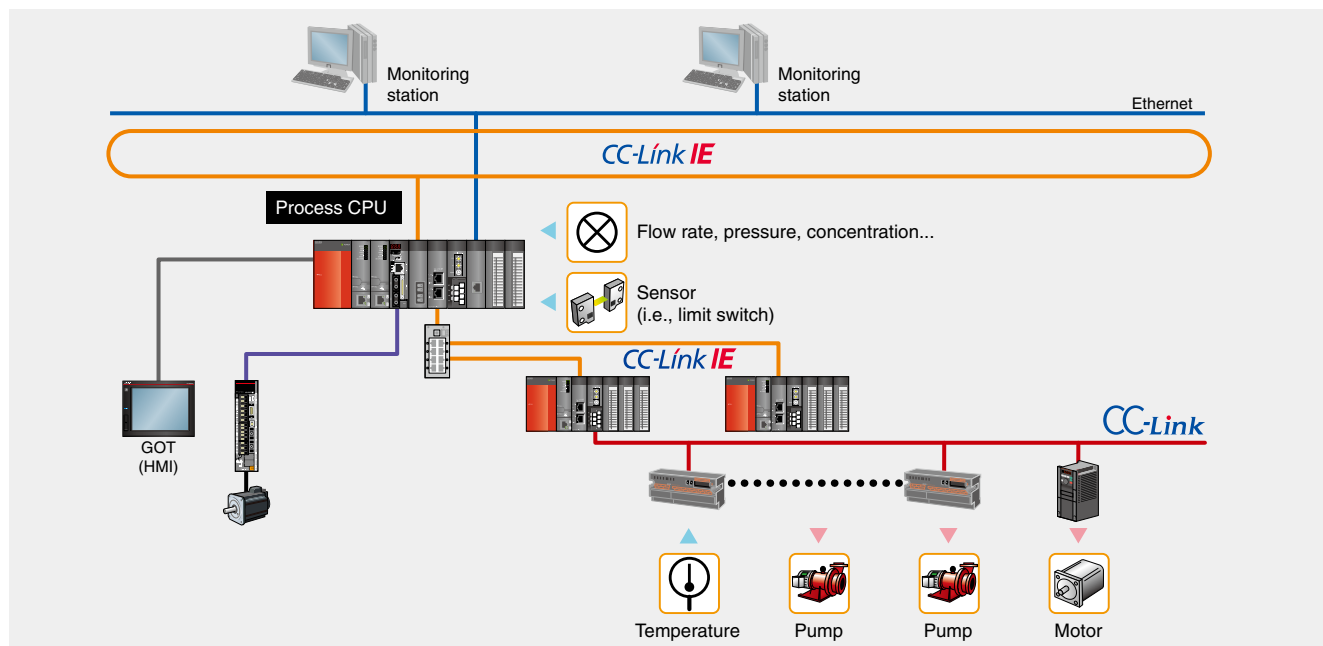 Monitoring
station
Monitoring
station
Ethernet
CC-Link IE
Process CPU
Flow rate, pressure, concentration...
Sensor
(i.e., limit switch)
CC-Link IE
CC-Link
GOT
(HMI)
Temperature
Pump
Pump
Motor